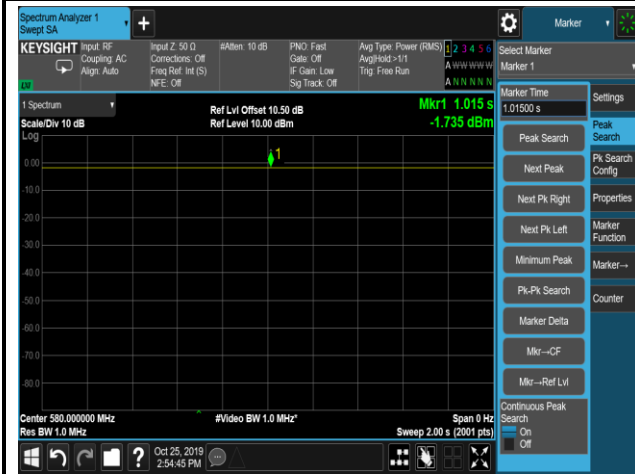 Spectrum Analyzer 1
Swept SA
+
Marker
KEYSIGHT
Input: RF
Coupling: AC
Align: Auto
Input Z: 50 Ω
Corrections: Off
Freq Ref: Int (S)
NFE: Off
#Atten: 10 dB
PNO: Fast
Gate: Off
IF Gain: Low
Sig Track: Off
Avg Type: Power (RMS)
Avg|Hold:>1/1
Trig: Free Run
1 2 3 4 5 6
A W W W W W
A N N N N N
Select Marker
Marker 1
1 Spectrum
Scale/Div 10 dB
Log
Ref Lvl Offset 10.50 dB
Ref Level 10.00 dBm
Mkr1 1.015 s
-1.735 dBm
1
0.00
-10.0
-20.0
-30.0
-40.0
-50.0
-60.0
-70.0
-80.0
Center 580.000000 MHz
Res BW 1.0 MHz
#Video BW 1.0 MHz*
Span 0 Hz
Sweep 2.00 s (2001 pts)
Marker Time
1.01500 s
Peak Search
Next Peak
Next Pk Right
Next Pk Left
Minimum Peak
Pk-Pk Search
Marker Delta
Mkr→CF
Mkr→Ref Lvl
Continuous Peak
Search
On
Off
Settings
Peak
Search
Pk Search
Config
Properties
Marker
Function
Marker→
Counter
?
Oct 25, 2019
2:54:45 PM